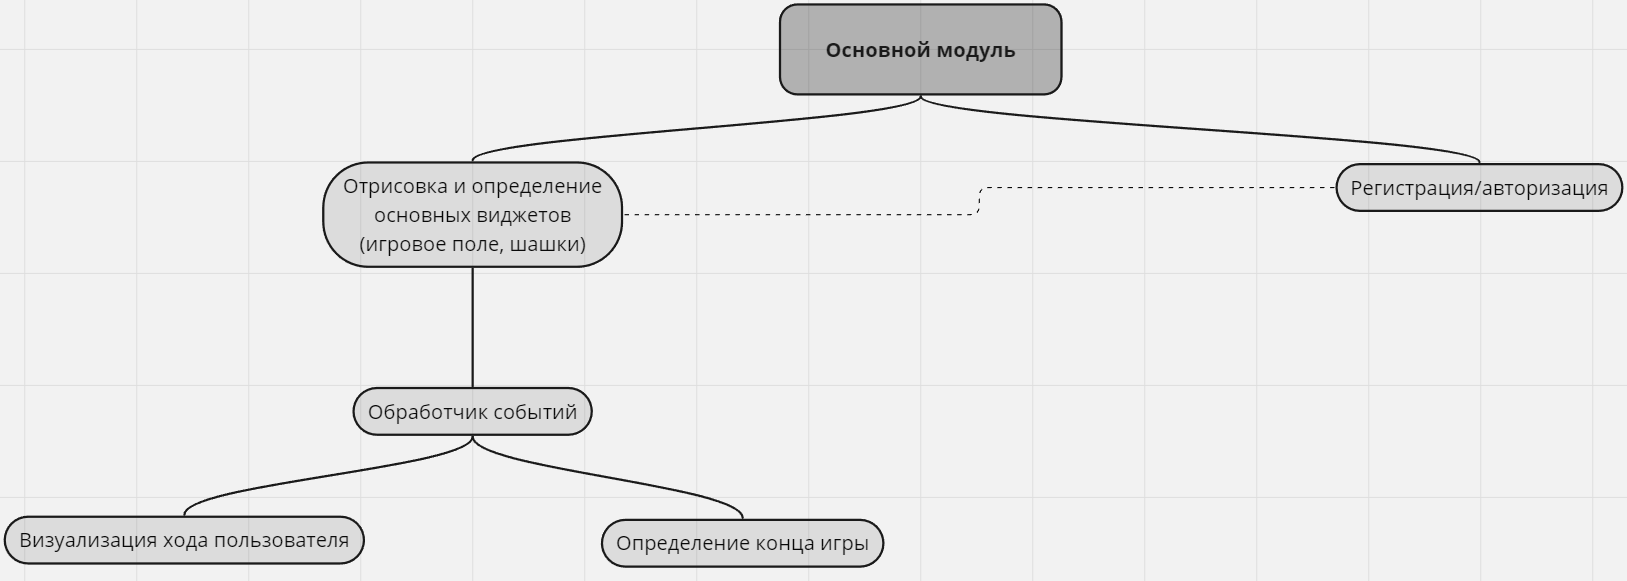 Основной модуль
Отрисовка и определение
основных виджетов
(игровое поле, шашки)
Регистрация/авторизация
Обработчик событий
Визуализация хода пользователя
Определение конца игры